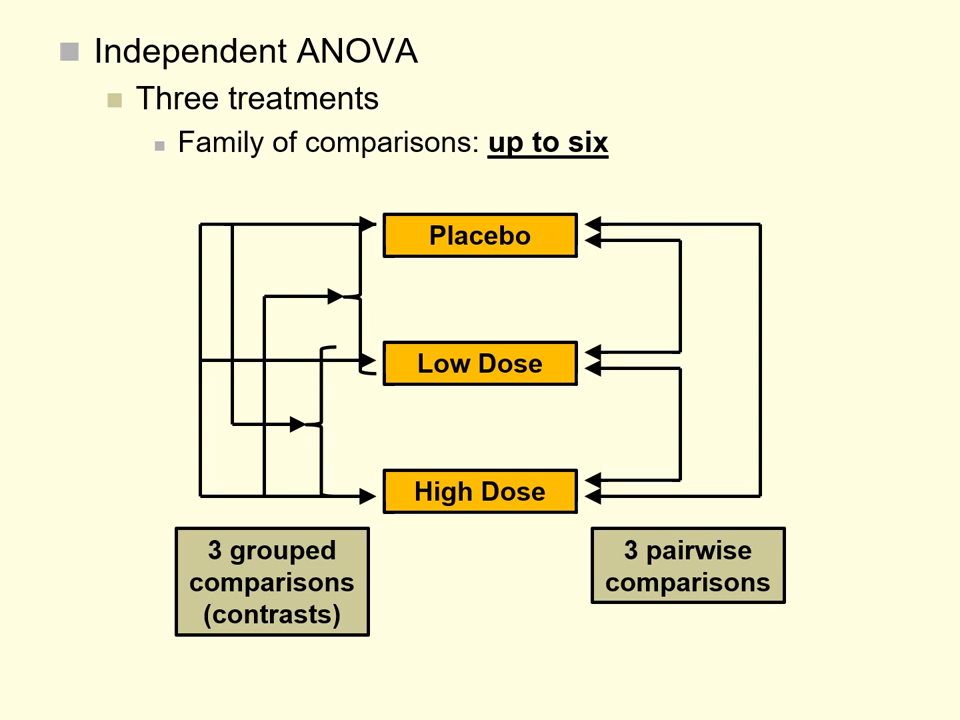 Independent ANOVA
Three treatments
Family of comparisons: up to six
Placebo
Low Dose
High Dose
3 grouped
comparisons
(contrasts)
3 pairwise
comparisons